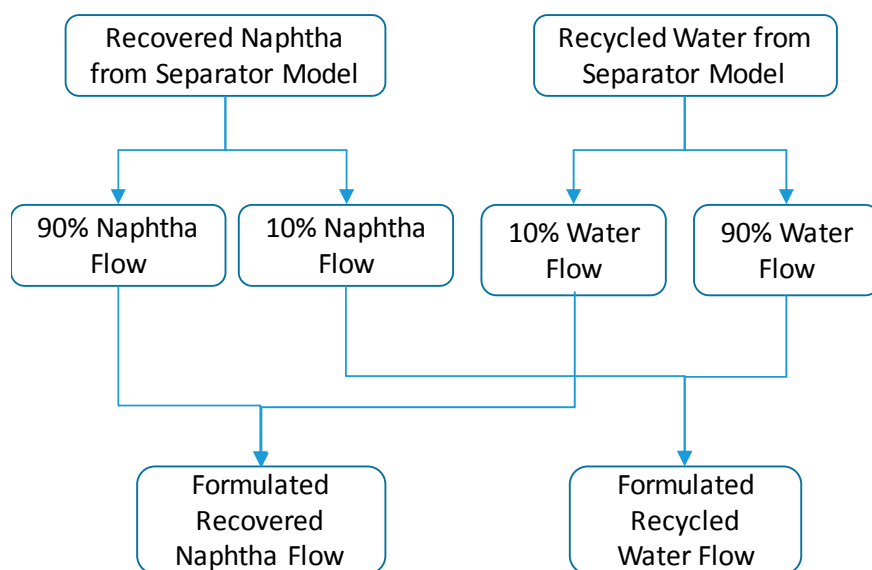 Recovered Naphtha
from Separator Model
Recycled Water from
Separator Model
90% Naphtha
Flow
10% Naphtha
Flow
10% Water
Flow
90% Water
Flow
Formulated
Recovered
Naphtha Flow
Formulated
Recycled
Water Flow